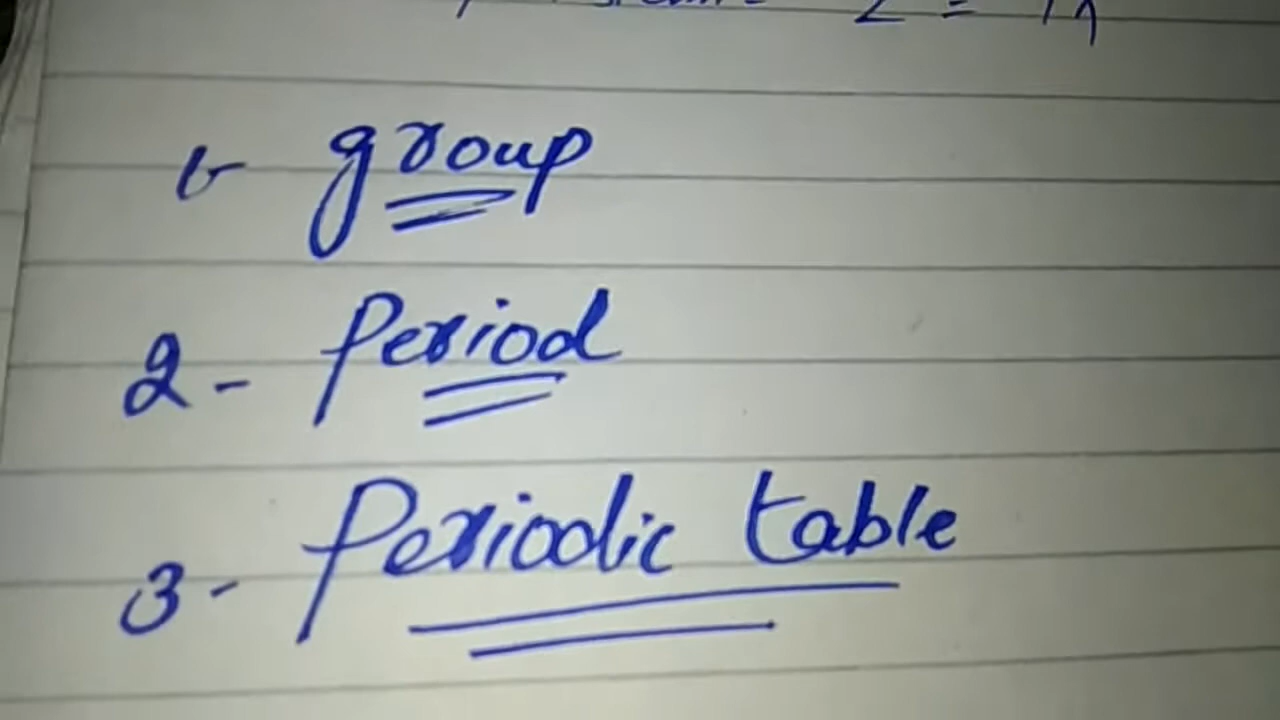 1- group
2- Period
3- Periodic table